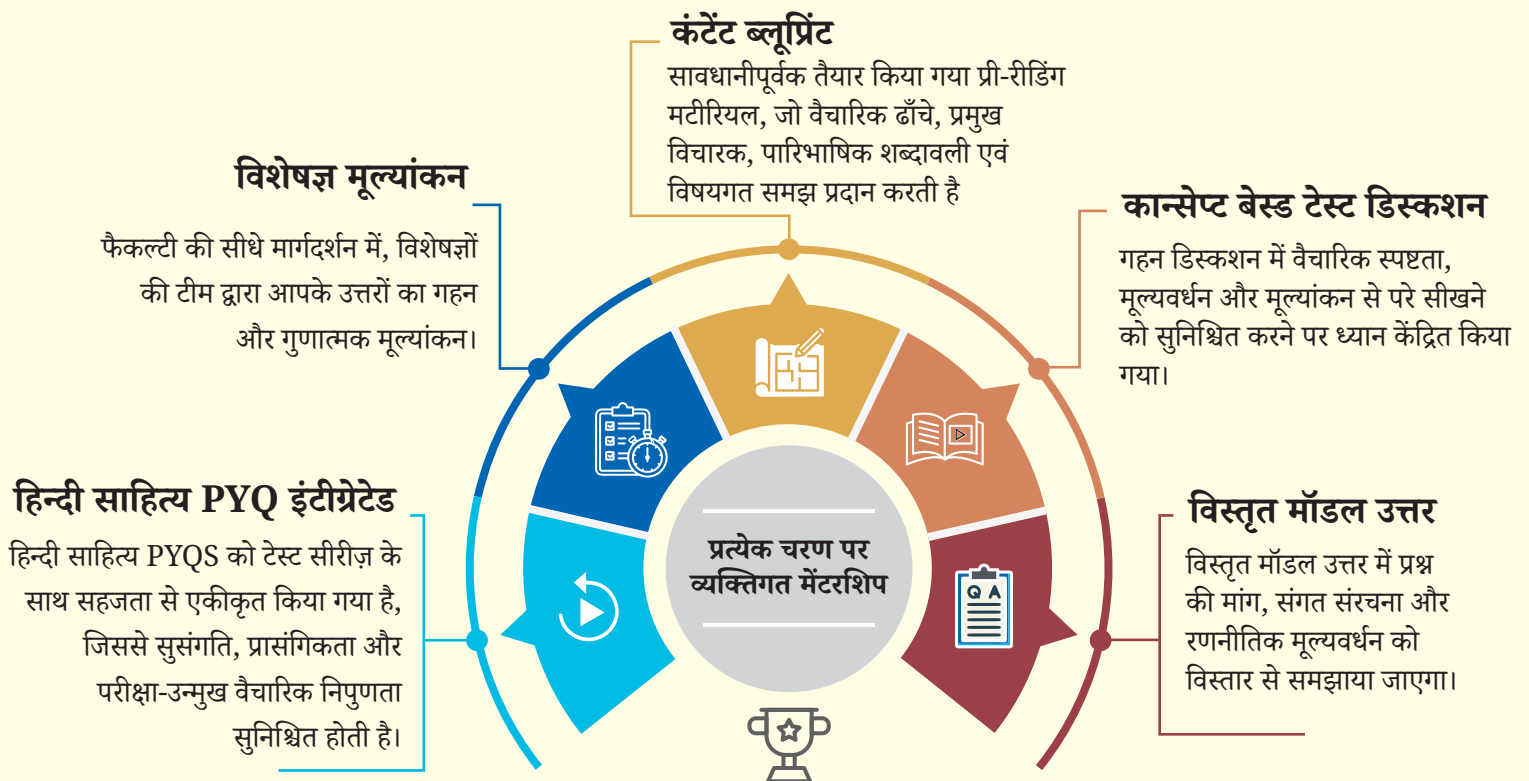 कंटेंट ब्लूप्रिंट
सावधानीपूर्वक तैयार किया गया प्री-रीडिंग
मटीरियल, जो वैचारिक ढाँचे, प्रमुख
विचारक, पारिभाषिक शब्दावली एवं
विषयगत समझ प्रदान करती है
विशेषज्ञ मूल्यांकन
फैकल्टी की सीधे मार्गदर्शन में, विशेषज्ञों
की टीम द्वारा आपके उत्तरों का गहन
और गुणात्मक मूल्यांकन।
कान्सेप्ट बेस्ड टेस्ट डिस्कशन
गहन डिस्कशन में वैचारिक स्पष्टता,
मूल्यवर्धन और मूल्यांकन से परे सीखने
को सुनिश्चित करने पर ध्यान केंद्रित किया
गया।
हिन्दी साहित्य PYQ इंटीग्रेटेड
हिन्दी साहित्य PYQS को टेस्ट सीरीज़ के
साथ सहजता से एकीकृत किया गया है,
जिससे सुसंगति, प्रासंगिकता और
परीक्षा-उन्मुख वैचारिक निपुणता
सुनिश्चित होती है।
प्रत्येक चरण पर
व्यक्तिगत मेंटरशिप
Q A
विस्तृत मॉडल उत्तर
विस्तृत मॉडल उत्तर में प्रश्न
की मांग, संगत संरचना और
रणनीतिक मूल्यवर्धन को
विस्तार से समझाया जाएगा।